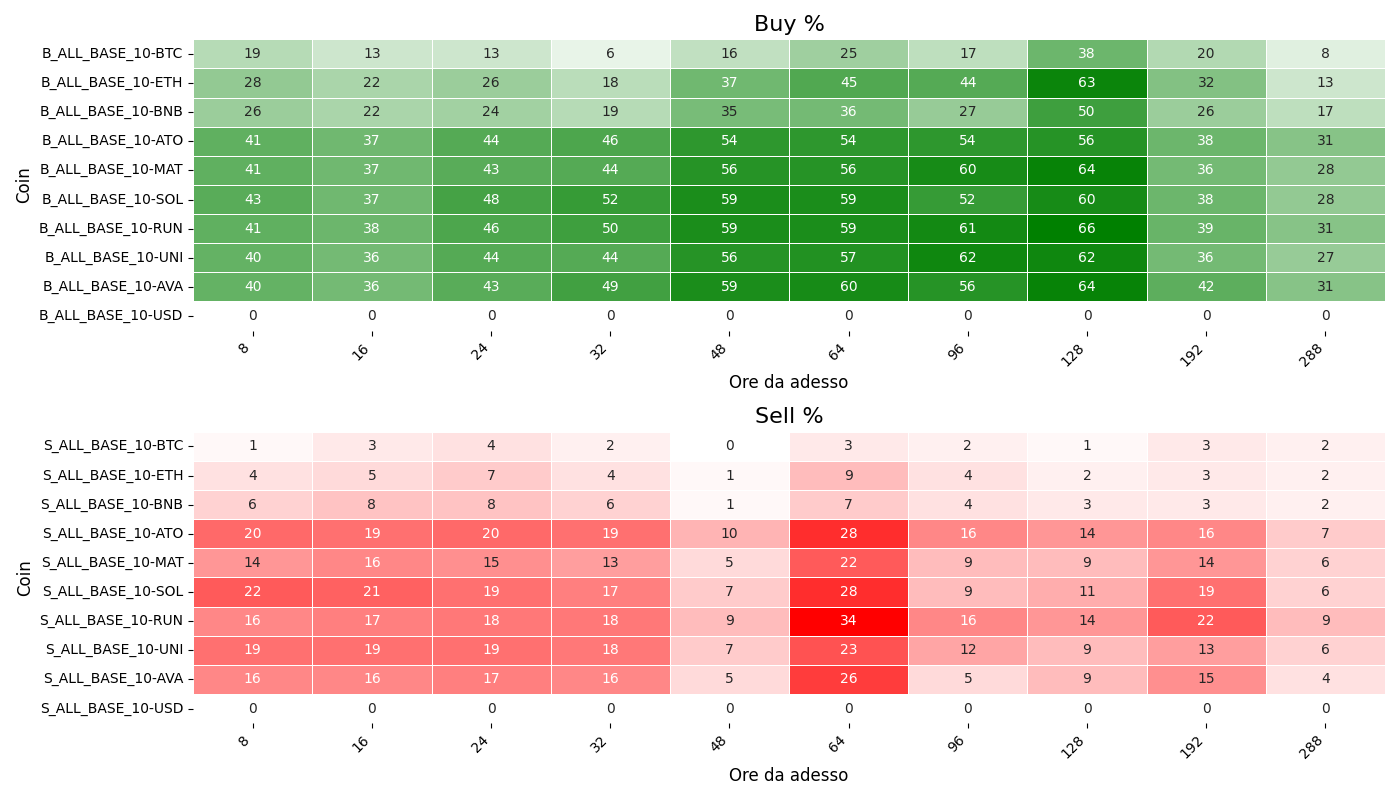 Buy %
Coin
B_ALL_BASE_10-BTC 19 13 13 6 16 25 17 38 20 8
B_ALL_BASE_10-ETH 28 22 26 18 37 45 44 63 32 13
B_ALL_BASE_10-BNB 26 22 24 19 35 36 27 50 26 17
B_ALL_BASE_10-ATO 41 37 44 46 54 54 54 56 38 31
B_ALL_BASE_10-MAT 41 37 43 44 56 56 60 64 36 28
B_ALL_BASE_10-SOL 43 37 48 52 59 59 52 60 38 28
B_ALL_BASE_10-RUN 41 38 46 50 59 59 61 66 39 31
B_ALL_BASE_10-UNI 40 36 44 44 56 57 62 62 36 27
B_ALL_BASE_10-AVA 40 36 43 49 59 60 56 64 42 31
B_ALL_BASE_10-USD 0 0 0 0 0 0 0 0 0 0
8 16 24 32 48 64 96 128 192 288
Ore da adesso
Sell %
Coin
S_ALL_BASE_10-BTC 1 3 4 2 0 3 2 1 3 2
S_ALL_BASE_10-ETH 4 5 7 4 1 9 4 2 3 2
S_ALL_BASE_10-BNB 6 8 8 6 1 7 4 3 3 2
S_ALL_BASE_10-ATO 20 19 20 19 10 28 16 14 16 7
S_ALL_BASE_10-MAT 14 16 15 13 5 22 9 9 14 6
S_ALL_BASE_10-SOL 22 21 19 17 7 28 9 11 19 6
S_ALL_BASE_10-RUN 16 17 18 18 9 34 16 14 22 9
S_ALL_BASE_10-UNI 19 19 19 18 7 23 12 9 13 6
S_ALL_BASE_10-AVA 16 16 17 16 5 26 5 9 15 4
S_ALL_BASE_10-USD 0 0 0 0 0 0 0 0 0 0
8 16 24 32 48 64 96 128 192 288
Ore da adesso